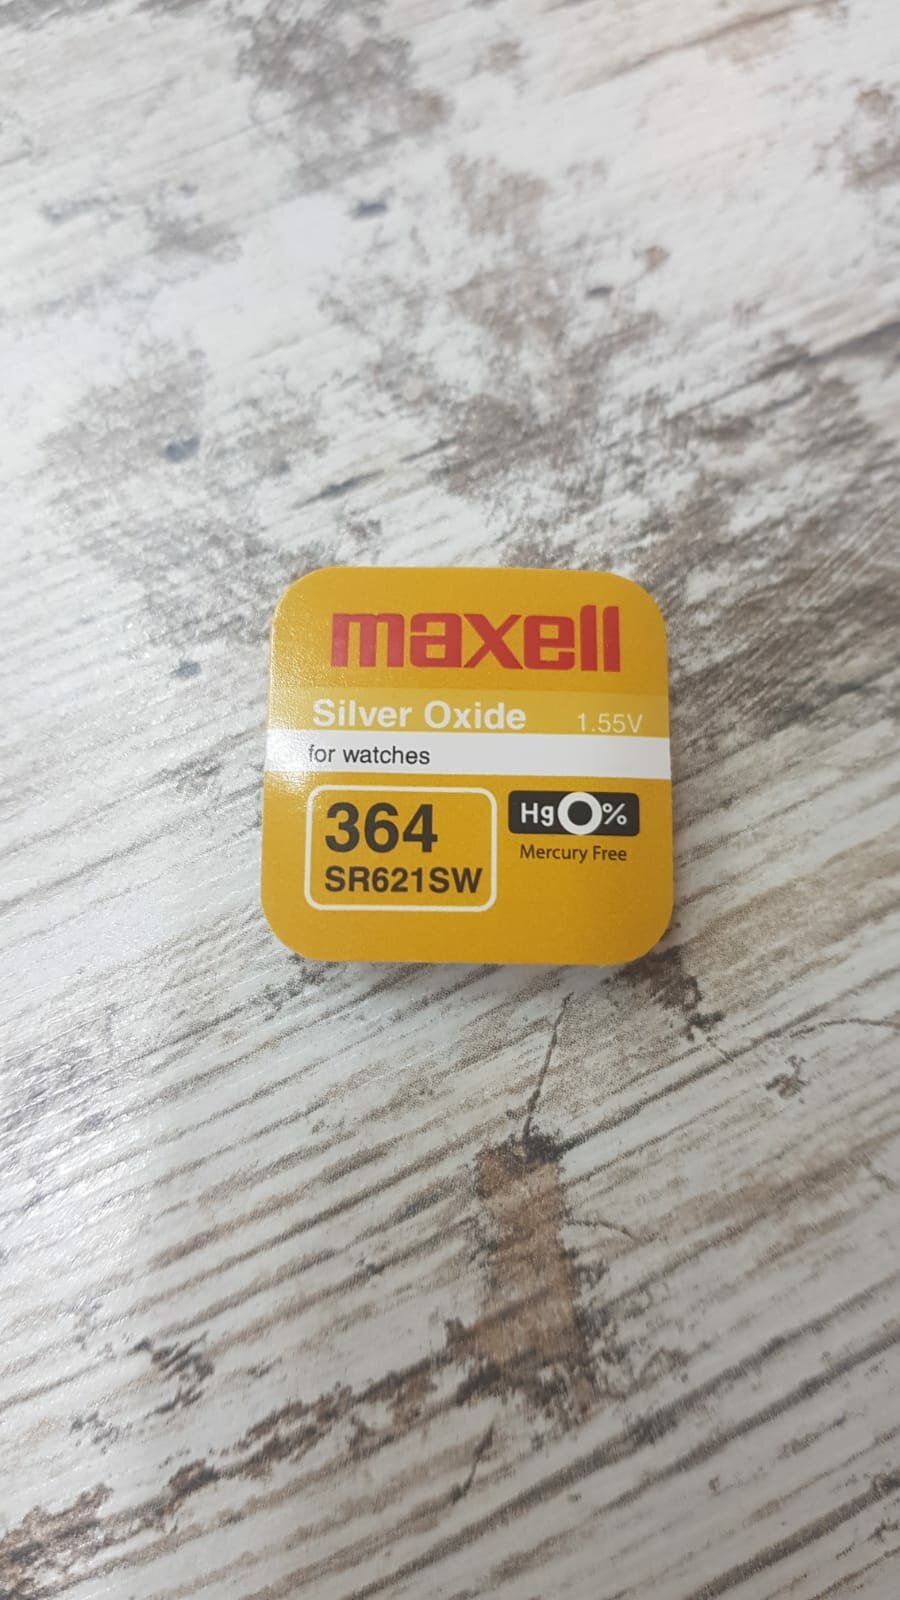 maxell
Silver Oxide 1.55V
for watches
364
SR621SW
Hg0%
Mercury Free